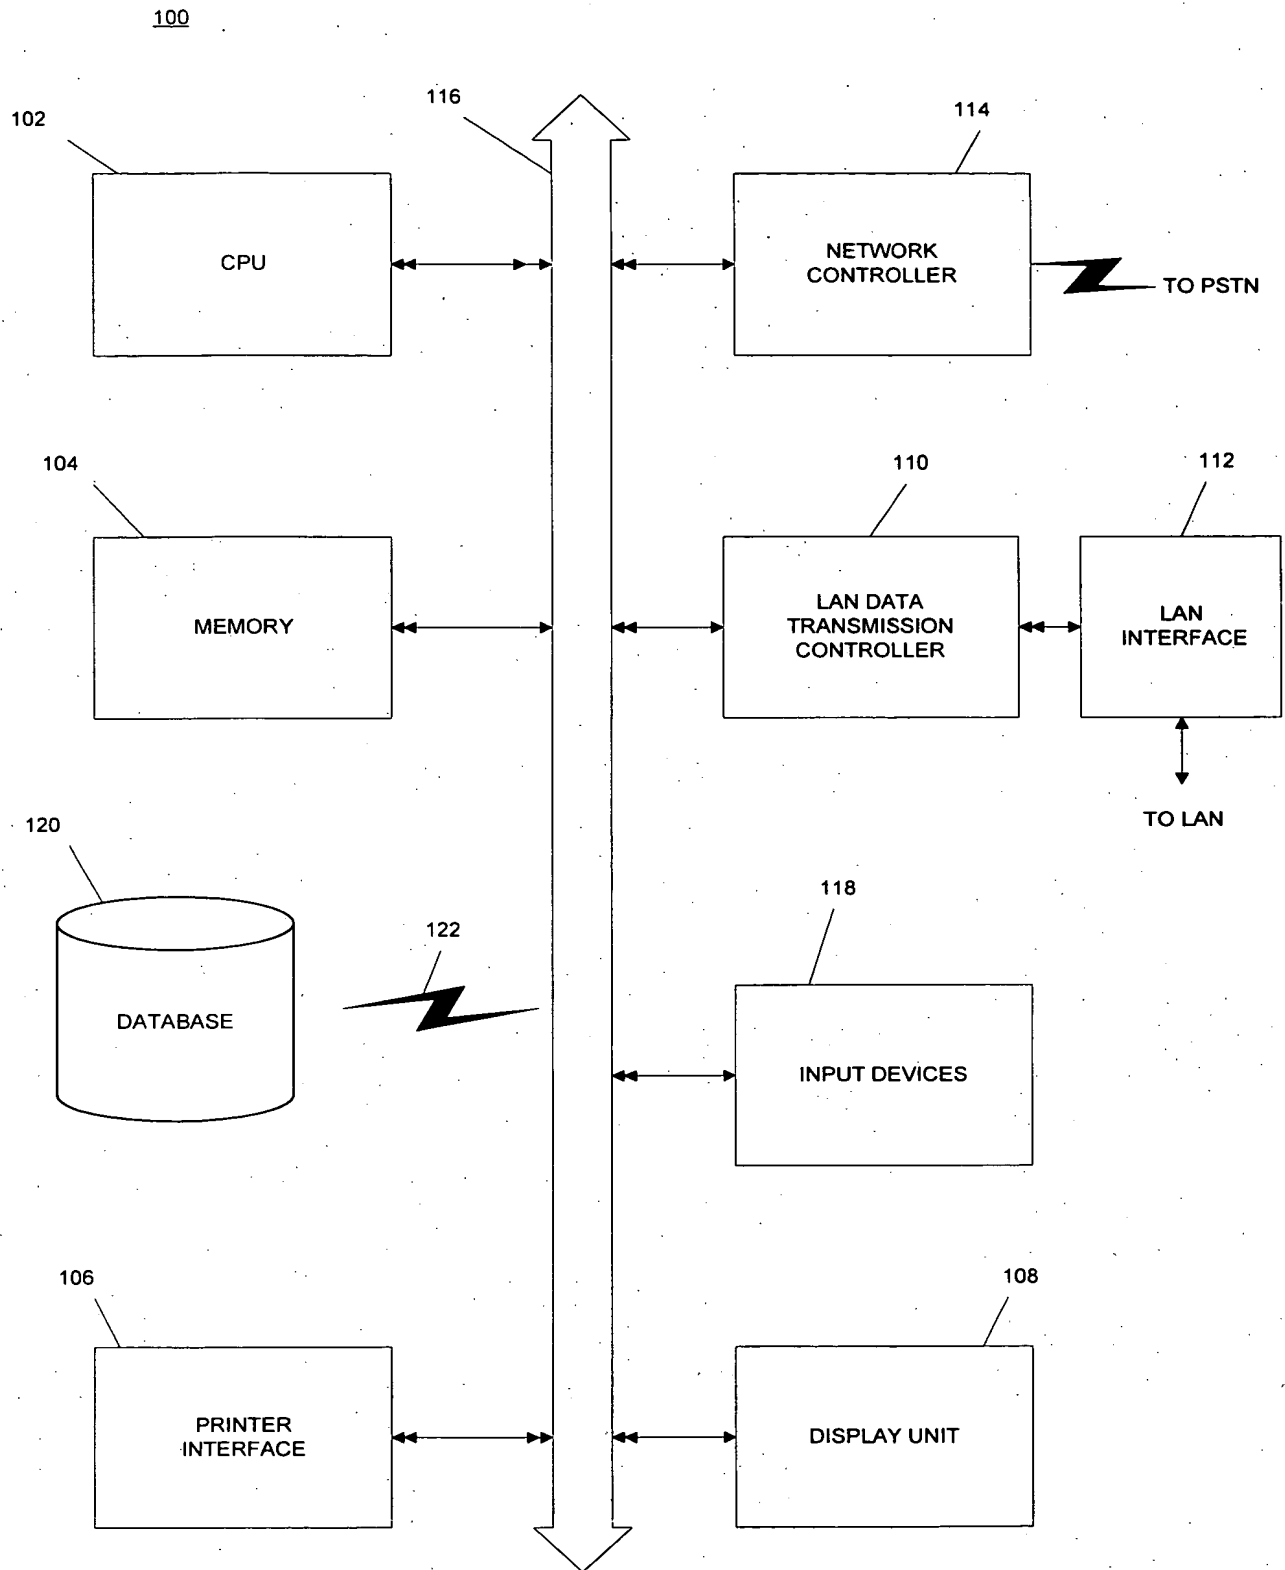 100
116
102
114
CPU
NETWORK
CONTROLLER
TO PSTN
104
110
112
MEMORY
LAN DATA
TRANSMISSION
CONTROLLER
LAN
INTERFACE
TO LAN
120
122
118
DATABASE
INPUT DEVICES
106
108
PRINTER
INTERFACE
DISPLAY UNIT